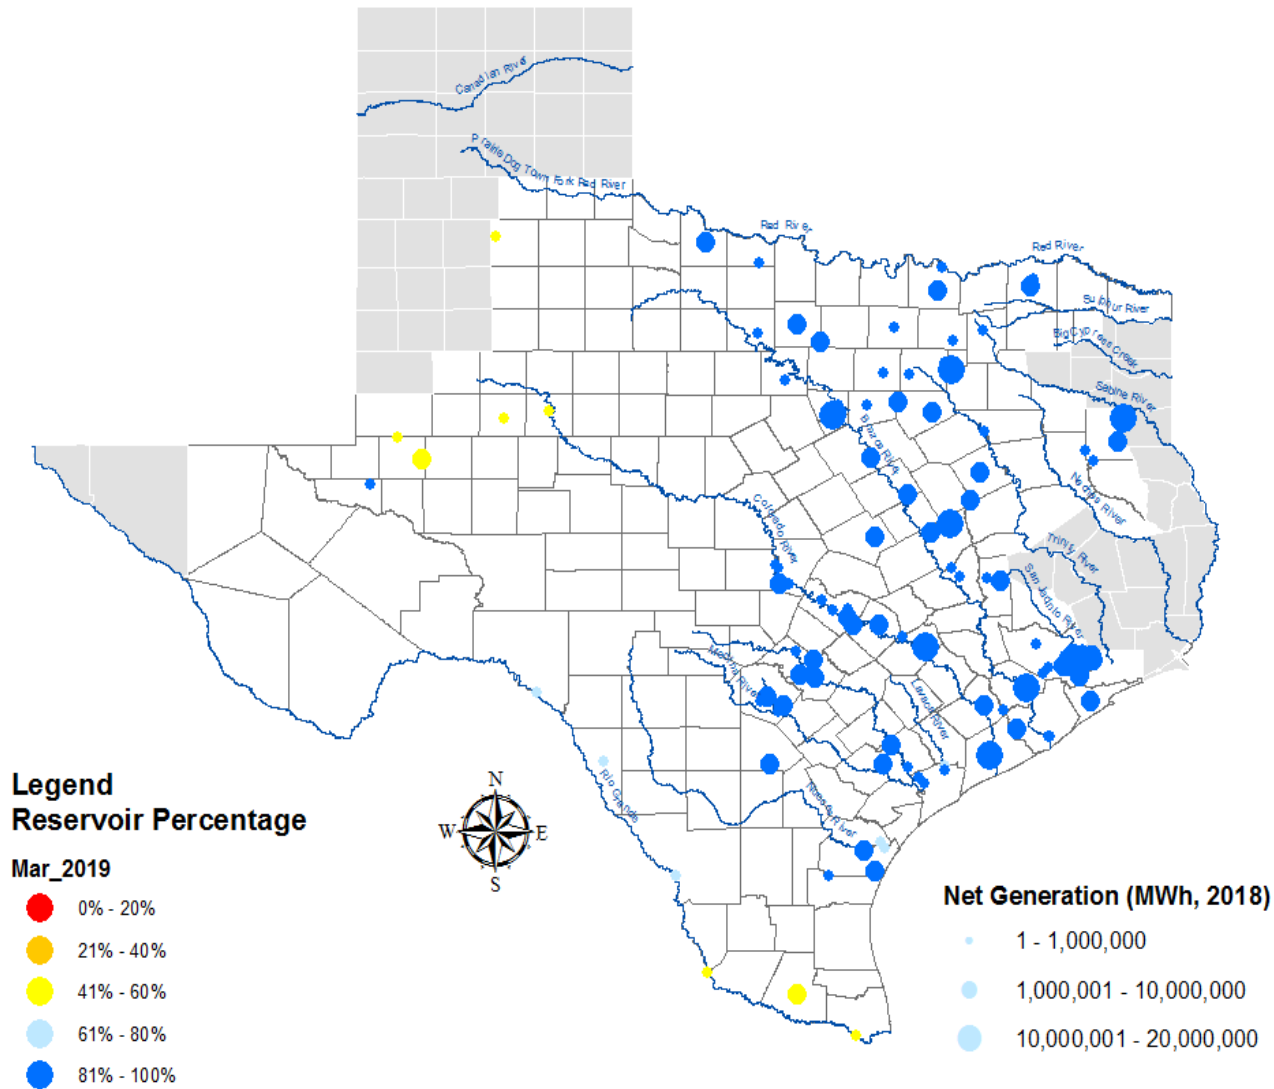 Canadian River
Prairie Dog Town Fork Red River
Red River
Red River
Sulphur River
Big Cypress Creek
Sabine River
Brazos River
Neches River
Colorado River
Trinity River
San Jacinto River
Medina River
Lavaca River
Rio Grande
Nueces River
N
W E
S
Legend
Reservoir Percentage
Mar_2019
0% - 20%
21% - 40%
41% - 60%
61% - 80%
81% - 100%
Net Generation (MWh, 2018)
1 - 1,000,000
1,000,001 - 10,000,000
10,000,001 - 20,000,000